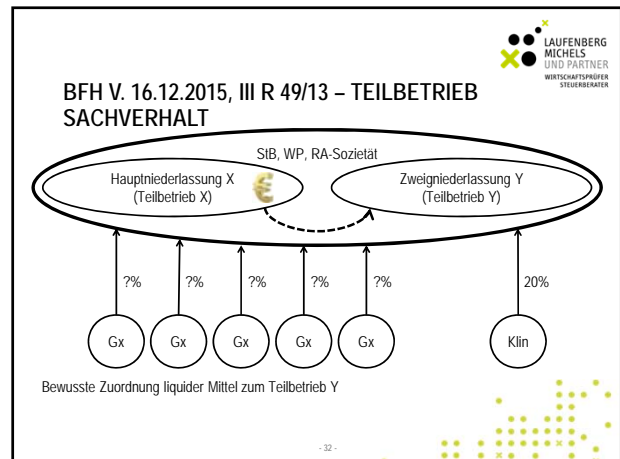 LAUFENBERG
MICHELS
UND PARTNER
WIRTSCHAFTSPRÜFER
STEUERBERATER
BFH V. 16.12.2015, III R 49/13 – TEILBETRIEB
SACHVERHALT
StB, WP, RA-Sozietät
Hauptniederlassung X
(Teilbetrieb X)
€
Zweigniederlassung Y
(Teilbetrieb Y)
?% ?% ?% ?% ?% 20%
Gx Gx Gx Gx Gx Klin
Bewusste Zuordnung liquider Mittel zum Teilbetrieb Y
- 32 -